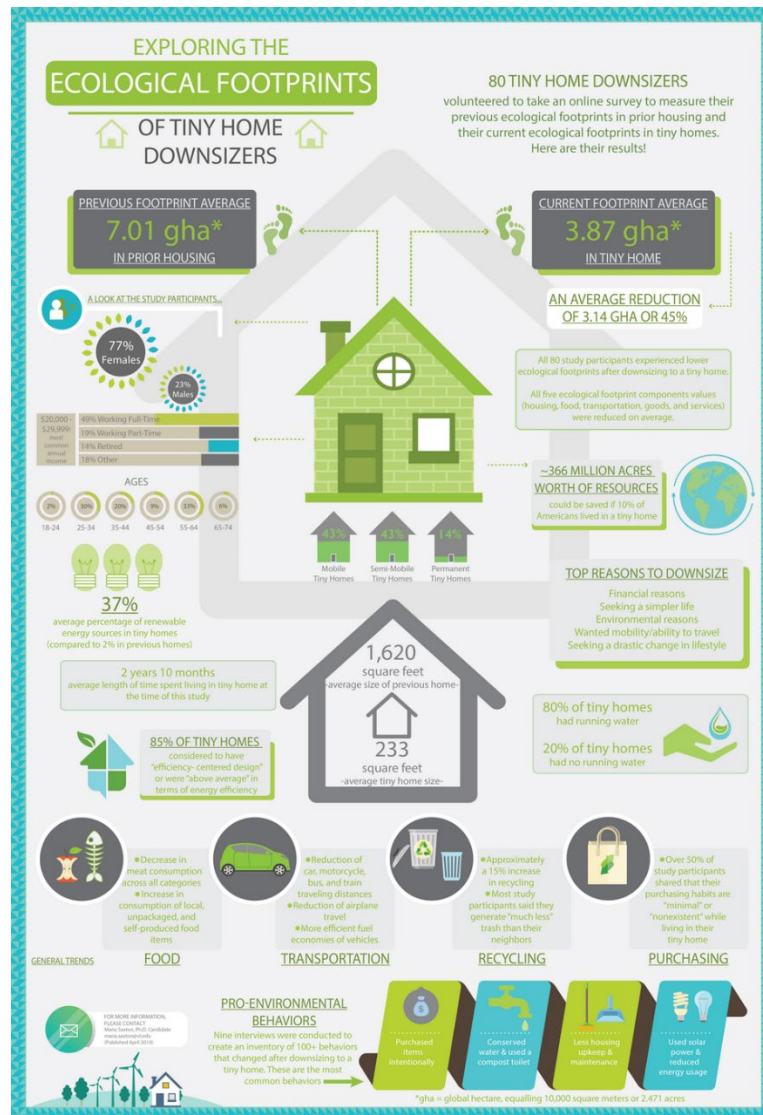 EXPLORING THE
ECOLOGICAL FOOTPRINTS
OF TINY HOME
DOWNSIZERS
80 TINY HOME DOWNSIZERS
volunteered to take an online survey to measure their
previous ecological footprints in prior housing and
their current ecological footprints in tiny homes.
Here are their results!
PREVIOUS FOOTPRINT AVERAGE
7.01 gha*
IN PRIOR HOUSING
CURRENT FOOTPRINT AVERAGE
3.87 gha*
IN TINY HOME
AN AVERAGE REDUCTION
OF 3.14 GHA OR 45%
A LOOK AT THE STUDY PARTICIPANTS...
77%
Females
23%
Males
All 80 study participants experienced lower
ecological footprints after downsizing to a tiny home.
All five ecological footprint components values
(housing, food, transportation, goods, and services)
were reduced on average.
$20,000 -
$29,999:
most
common
annual
income
49% Working Full-Time
19% Working Part-Time
14% Retired
18% Other
AGES
2%
30%
20%
9%
33%
6%
18-24
25-34
35-44
45-54
55-64
65-74
~366 MILLION ACRES
WORTH OF RESOURCES
could be saved if 10% of
Americans lived in a tiny home
43%
43%
14%
Mobile
Tiny Homes
Semi-Mobile
Tiny Homes
Permanent
Tiny Homes
37%
average percentage of renewable
energy sources in tiny homes
(compared to 2% in previous homes)
TOP REASONS TO DOWNSIZE
Financial reasons
Seeking a simpler life
Environmental reasons
Wanted mobility/ability to travel
Seeking a drastic change in lifestyle
2 years 10 months
average length of time spent living in tiny home at
the time of this study
1,620
square feet
-average size of previous home-
233
square feet
-average tiny home size-
80% of tiny homes
had running water
20% of tiny homes
had no running water
85% OF TINY HOMES
considered to have
"efficiency- centered design"
or were "above average" in
terms of energy efficiency
•Decrease in
meat consumption
across all categories
•Increase in
consumption of local,
unpackaged, and
self-produced food
items
•Reduction of
car, motorcycle,
bus, and train
traveling distances
•Reduction of airplane
travel
•More efficient fuel
economies of vehicles
•Approximately
a 15% increase
in recycling
•Most study
participants said they
generate "much less"
trash than their
neighbors
•Over 50% of
study participants
shared that their
purchasing habits are
"minimal" or
"nonexistent" while
living in their
tiny home
GENERAL TRENDS
FOOD
TRANSPORTATION
RECYCLING
PURCHASING
FOR MORE INFORMATION,
PLEASE CONTACT
Maria Saxton, Ph.D. Candidate
(Published April 2019)
PRO-ENVIRONMENTAL
BEHAVIORS
Nine interviews were conducted to
create an inventory of 100+ behaviors
that changed after downsizing to a
tiny home. These are the most
common behaviors
Purchased
items
intentionally
Conserved
water & used a
compost toilet
Less housing
upkeep &
maintenance
Used solar
power &
reduced
energy usage
*gha = global hectare, equalling 10,000 square meters or 2.471 acres